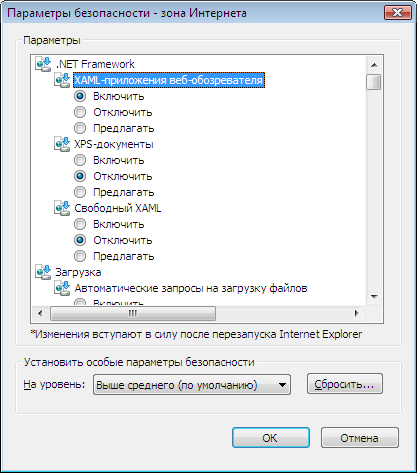 Параметры безопасности - зона Интернета
Параметры
.NET Framework
XAML-приложения веб-обозревателя
Включить
Отключить
Предлагать
XPS-документы
Включить
Отключить
Предлагать
Свободный XAML
Включить
Отключить
Предлагать
Загрузка
Автоматические запросы на загрузку файлов
Включить
*Изменения вступают в силу после перезапуска Internet Explorer
Установить особые параметры безопасности
На уровень: Выше среднего (по умолчанию) Сбросить...
ОК Отмена